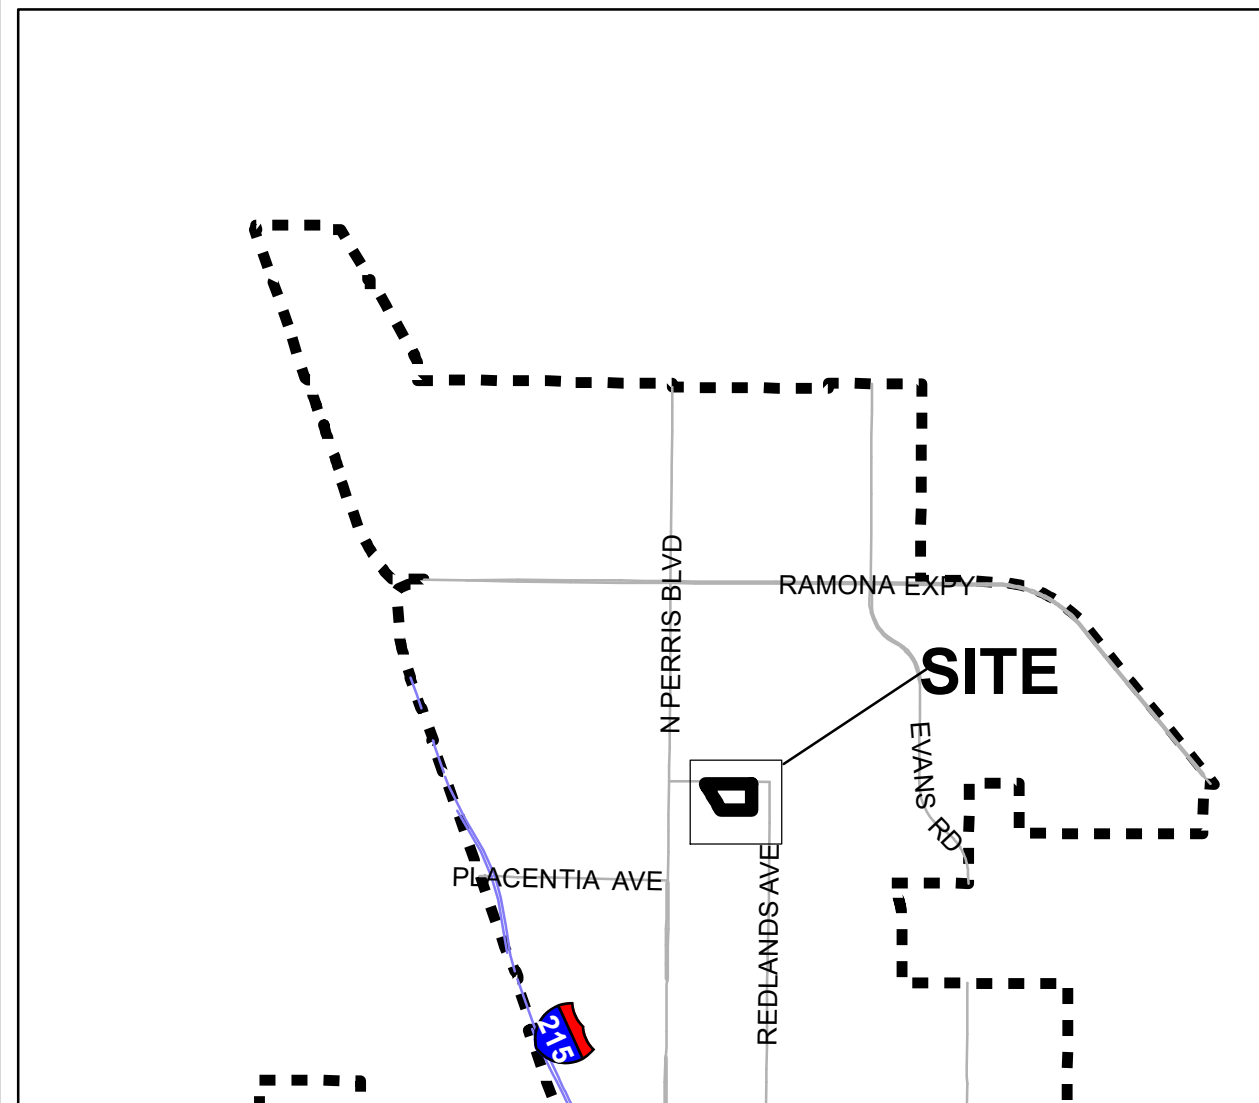 N PERRIS BLVD
RAMONA EXPY
SITE
EVANS RD
PLACENTIA AVE
REDLANDS AVE
215